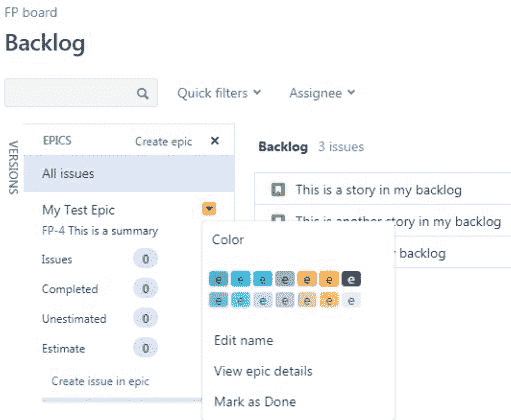 FP board
Backlog
Quick filters
Assignee
VERSIONS
EPICS
Create epic
All issues
My Test Epic
FP-4 This is a summary
Issues 0
Completed 0
Unestimated 0
Estimate 0
Create issue in epic
Backlog 3 issues
This is a story in my backlog
This is another story in my backlog
my backlog
Color
e e e e e e e
e e e e e e e
Edit name
View epic details
Mark as Done